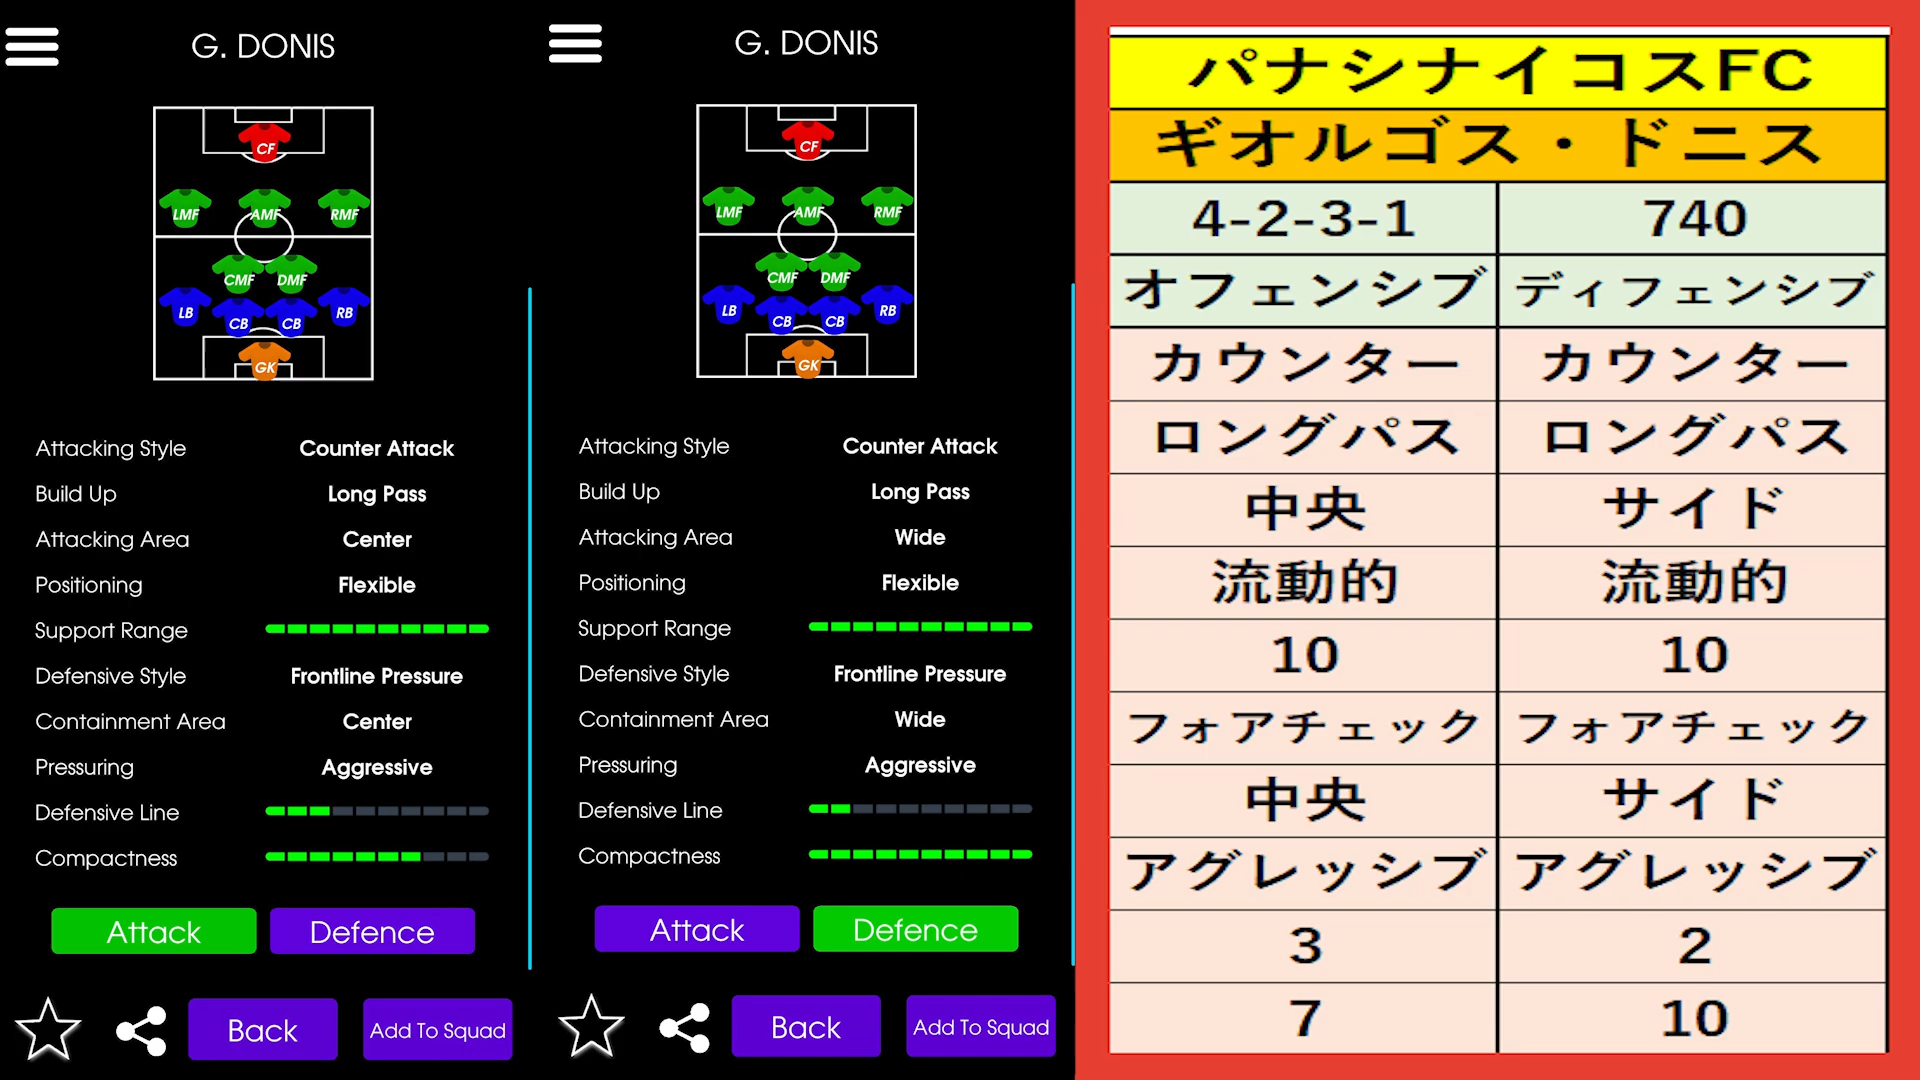 G. DONIS
CF
LMF AMF RMF
CMF DMF
LB CB CB RB
GK
Attacking Style Counter Attack
Build Up Long Pass
Attacking Area Center
Positioning Flexible
Support Range
Defensive Style Frontline Pressure
Containment Area Center
Pressuring Aggressive
Defensive Line
Compactness
Attack Defence
Back Add To Squad
G. DONIS
CF
LMF AMF RMF
CMF DMF
LB CB CB RB
GK
Attacking Style Counter Attack
Build Up Long Pass
Attacking Area Wide
Positioning Flexible
Support Range
Defensive Style Frontline Pressure
Containment Area Wide
Pressuring Aggressive
Defensive Line
Compactness
Attack Defence
Back Add To Squad
パナシナイコスFC
ギオルゴス・ドニス
4-2-3-1 740
オフェンシブ ディフェンシブ
カウンター カウンター
ロングパス ロングパス
中央 サイド
流動的 流動的
10 10
フォアチェック フォアチェック
中央 サイド
アグレッシブ アグレッシブ
3 2
7 10